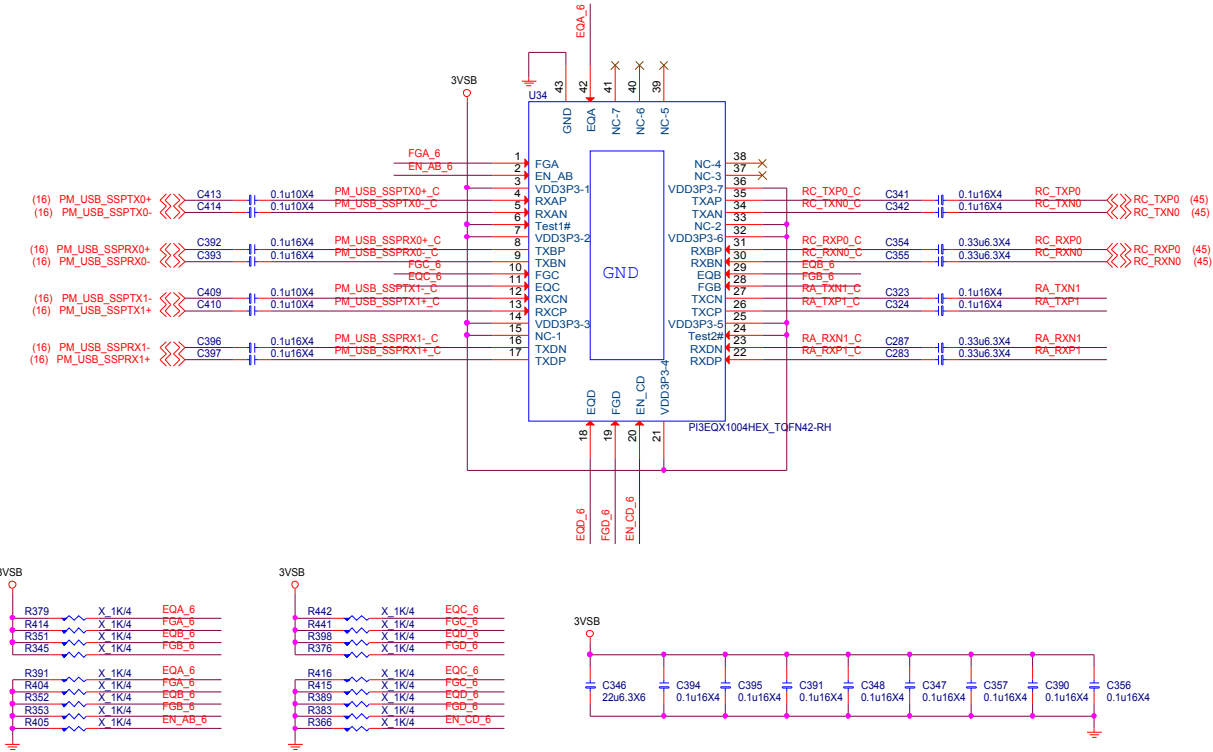 EQA_6
3VSB
U34
43
42
41
40
39
GND
EQA
NC-7
NC-6
NC-5
FGA_6
1
FGA
EN_AB_6
2
EN_AB
3
VDD3P3-1
(16) PM_USB_SSPTX0+ C413 0.1u10X4 PM_USB_SSPTX0+_C 4 RXAP
(16) PM_USB_SSPTX0- C414 0.1u10X4 PM_USB_SSPTX0-_C 5 RXAN
6 Test1#
7 VDD3P3-2
(16) PM_USB_SSPRX0+ C392 0.1u16X4 PM_USB_SSPRX0+_C 8 TXBP
(16) PM_USB_SSPRX0- C393 0.1u16X4 PM_USB_SSPRX0-_C 9 TXBN
FGC_6 10 FGC
EQC_6 11 EQC
(16) PM_USB_SSPTX1- C409 0.1u10X4 PM_USB_SSPTX1-_C 12 RXCN
(16) PM_USB_SSPTX1+ C410 0.1u10X4 PM_USB_SSPTX1+_C 13 RXCP
14 VDD3P3-3
15 NC-1
(16) PM_USB_SSPRX1- C396 0.1u16X4 PM_USB_SSPRX1-_C 16 TXDN
(16) PM_USB_SSPRX1+ C397 0.1u16X4 PM_USB_SSPRX1+_C 17 TXDP
GND
NC-4 38
NC-3 37
VDD3P3-7 36
TXAP 35 RC_TXP0_C C341 0.1u16X4 RC_TXP0 RC_TXP0 (45)
TXAN 34 RC_TXN0_C C342 0.1u16X4 RC_TXN0 RC_TXN0 (45)
NC-2 33
VDD3P3-6 32
RXBP 31 RC_RXP0_C C354 0.33u6.3X4 RC_RXP0 RC_RXP0 (45)
RXBN 30 RC_RXN0_C C355 0.33u6.3X4 RC_RXN0 RC_RXN0 (45)
EQB 29 EQB_6
FGB 28 FGB_6
TXCN 27 RA_TXN1_C C323 0.1u16X4 RA_TXN1
TXCP 26 RA_TXP1_C C324 0.1u16X4 RA_TXP1
VDD3P3-5 25
Test2# 24
RXDN 23 RA_RXN1_C C287 0.33u6.3X4 RA_RXN1
RXDP 22 RA_RXP1_C C283 0.33u6.3X4 RA_RXP1
EQD
FGD
EN_CD
VDD3P3-4
18
19
20
21
PI3EQX1004HEX_TQFN42-RH
EQD_6
FGD_6
EN_CD_6
3VSB
R379 X_1K/4 EQA_6
R414 X_1K/4 FGA_6
R351 X_1K/4 EQB_6
R345 X_1K/4 FGB_6
R391 X_1K/4 EQA_6
R404 X_1K/4 FGA_6
R352 X_1K/4 EQB_6
R353 X_1K/4 FGB_6
R405 X_1K/4 EN_AB_6
3VSB
R442 X_1K/4 EQC_6
R441 X_1K/4 FGC_6
R398 X_1K/4 EQD_6
R376 X_1K/4 FGD_6
R416 X_1K/4 EQC_6
R415 X_1K/4 FGC_6
R389 X_1K/4 EQD_6
R383 X_1K/4 FGD_6
R366 X_1K/4 EN_CD_6
3VSB
C346 C394 C395 C391 C348 C347 C357 C390 C356
22u6.3X6 0.1u16X4 0.1u16X4 0.1u16X4 0.1u16X4 0.1u16X4 0.1u16X4 0.1u16X4 0.1u16X4